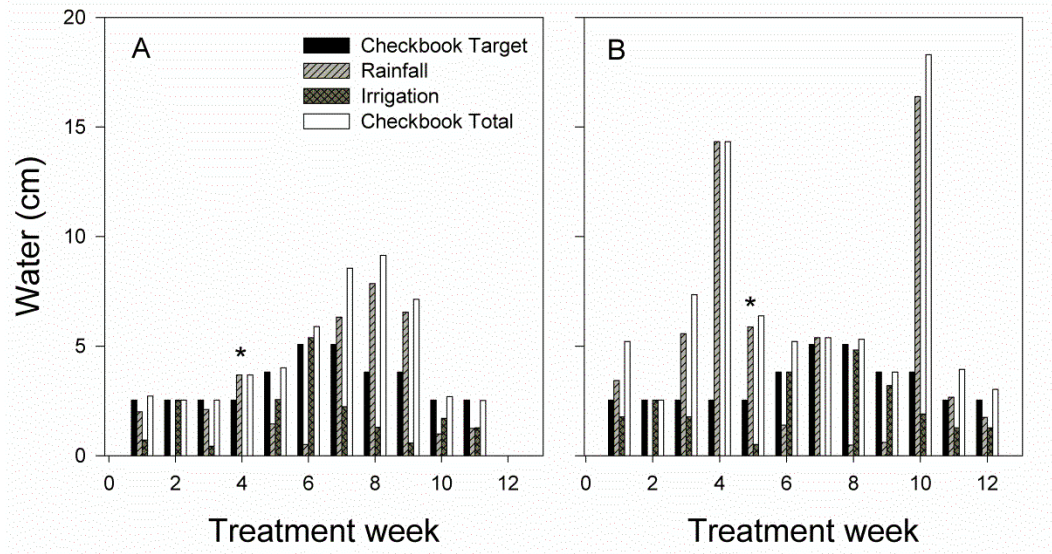 20
15
10
5
0
Water (cm)
A
Checkbook Target
Rainfall
Irrigation
Checkbook Total
*
0 2 4 6 8 10 12
Treatment week
B
*
0 2 4 6 8 10 12
Treatment week